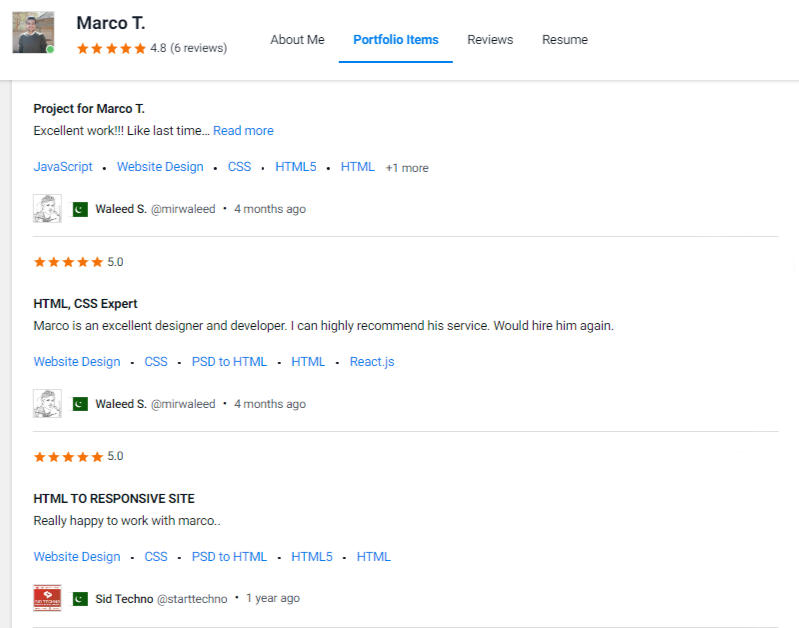 Marco T.
4.8 (6 reviews)
About Me
Portfolio Items
Reviews
Resume
Project for Marco T.
Excellent work!!! Like last time... Read more
JavaScript • Website Design • CSS • HTML5 • HTML +1 more
Waleed S. @mirwaleed • 4 months ago
5.0
HTML, CSS Expert
Marco is an excellent designer and developer. I can highly recommend his service. Would hire him again.
Website Design • CSS • PSD to HTML • HTML • React.js
Waleed S. @mirwaleed • 4 months ago
5.0
HTML TO RESPONSIVE SITE
Really happy to work with marco..
Website Design • CSS • PSD to HTML • HTML5 • HTML
SID TECHNO
Sid Techno @starttechno • 1 year ago